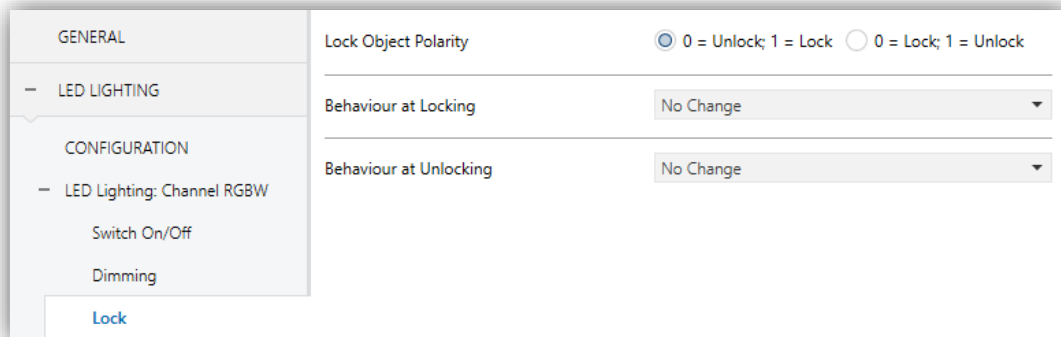 GENERAL
LED LIGHTING
CONFIGURATION
LED Lighting: Channel RGBW
Switch On/Off
Dimming
Lock
Lock Object Polarity
0 = Unlock; 1 = Lock
0 = Lock; 1 = Unlock
Behaviour at Locking
No Change
Behaviour at Unlocking
No Change